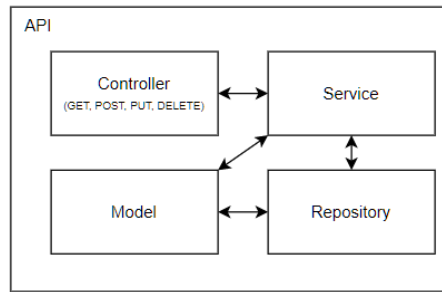 API
Controller
(GET, POST, PUT, DELETE)
Service
Model
Repository